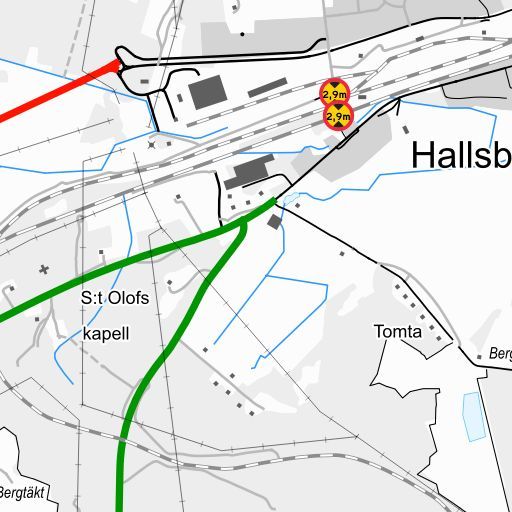 2,9m
2,9m
Hallsb
S:t Olofs
kapell
Tomta
Berg
Bergtäkt